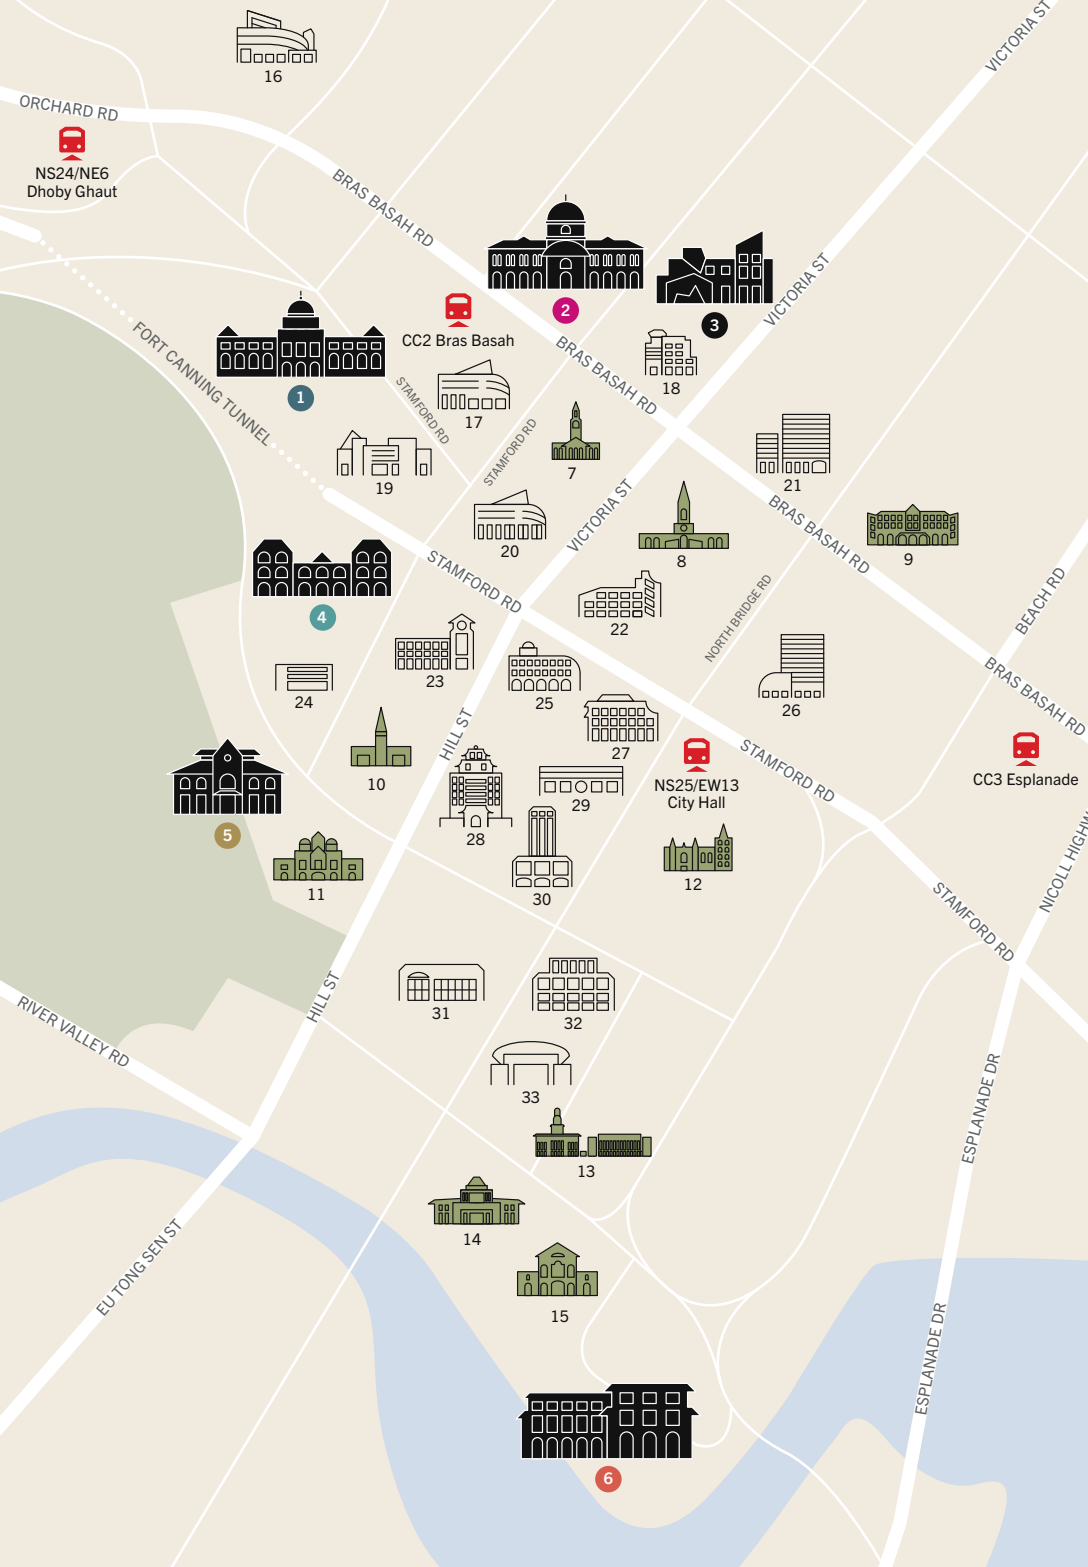 16
VICTORIA ST
ORCHARD RD
NS24/NE6
Dhoby Ghaut
BRAS BASAH RD
2
3
VICTORIA ST
CC2 Bras Basah
FORT CANNING TUNNEL
1
STAMFORD RD
17
BRAS BASAH RD
18
19
STAMFORD RD
7
21
20
VICTORIA ST
8
BRAS BASAH RD
9
4
STAMFORD RD
22
NORTH BRIDGE RD
BEACH RD
23
24
25
26
BRAS BASAH RD
HILL ST
27
10
NS25/EW13
City Hall
STAMFORD RD
CC3 Esplanade
5
28
29
11
30
12
NICOLL HIGHW
STAMFORD RD
HILL ST
31
32
RIVER VALLEY RD
33
ESPLANADE DR
13
EU TONG SEN ST
14
15
ESPLANADE DR
6